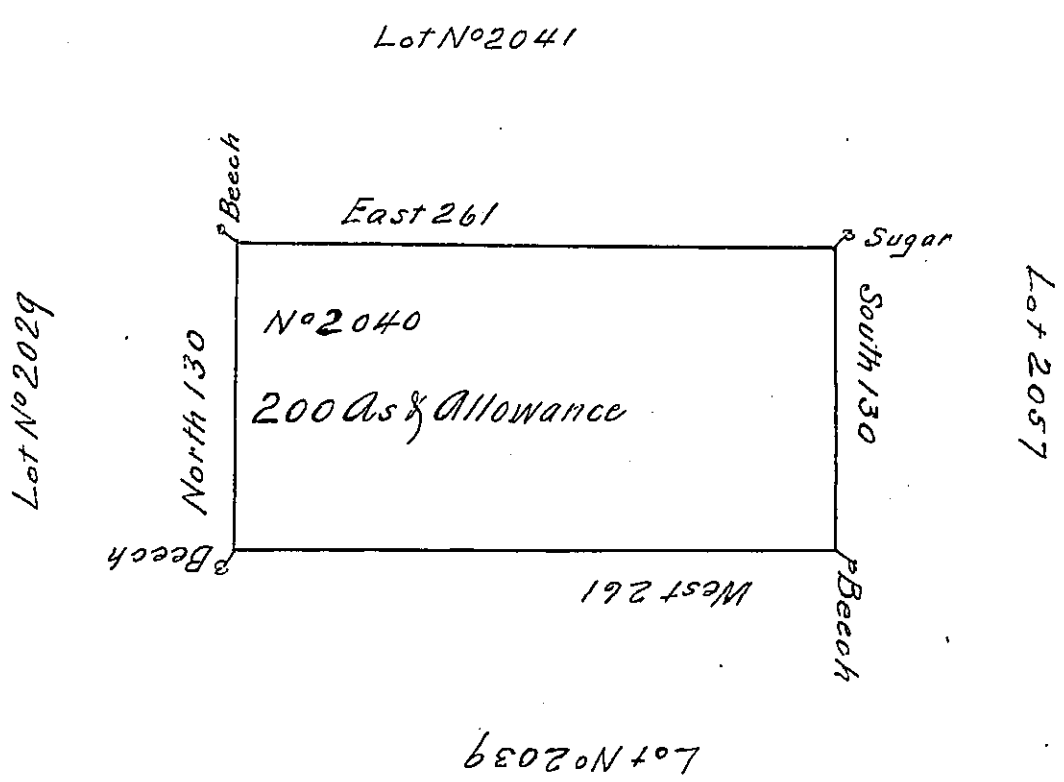 Lot Nº 2041
Beech
East 261
Sugar
Lot Nº 2029
North 130
Nº 2040
200 As & Allowance
South 130
Lot 2057
Beech
West 261
Beech
Lot Nº 2039